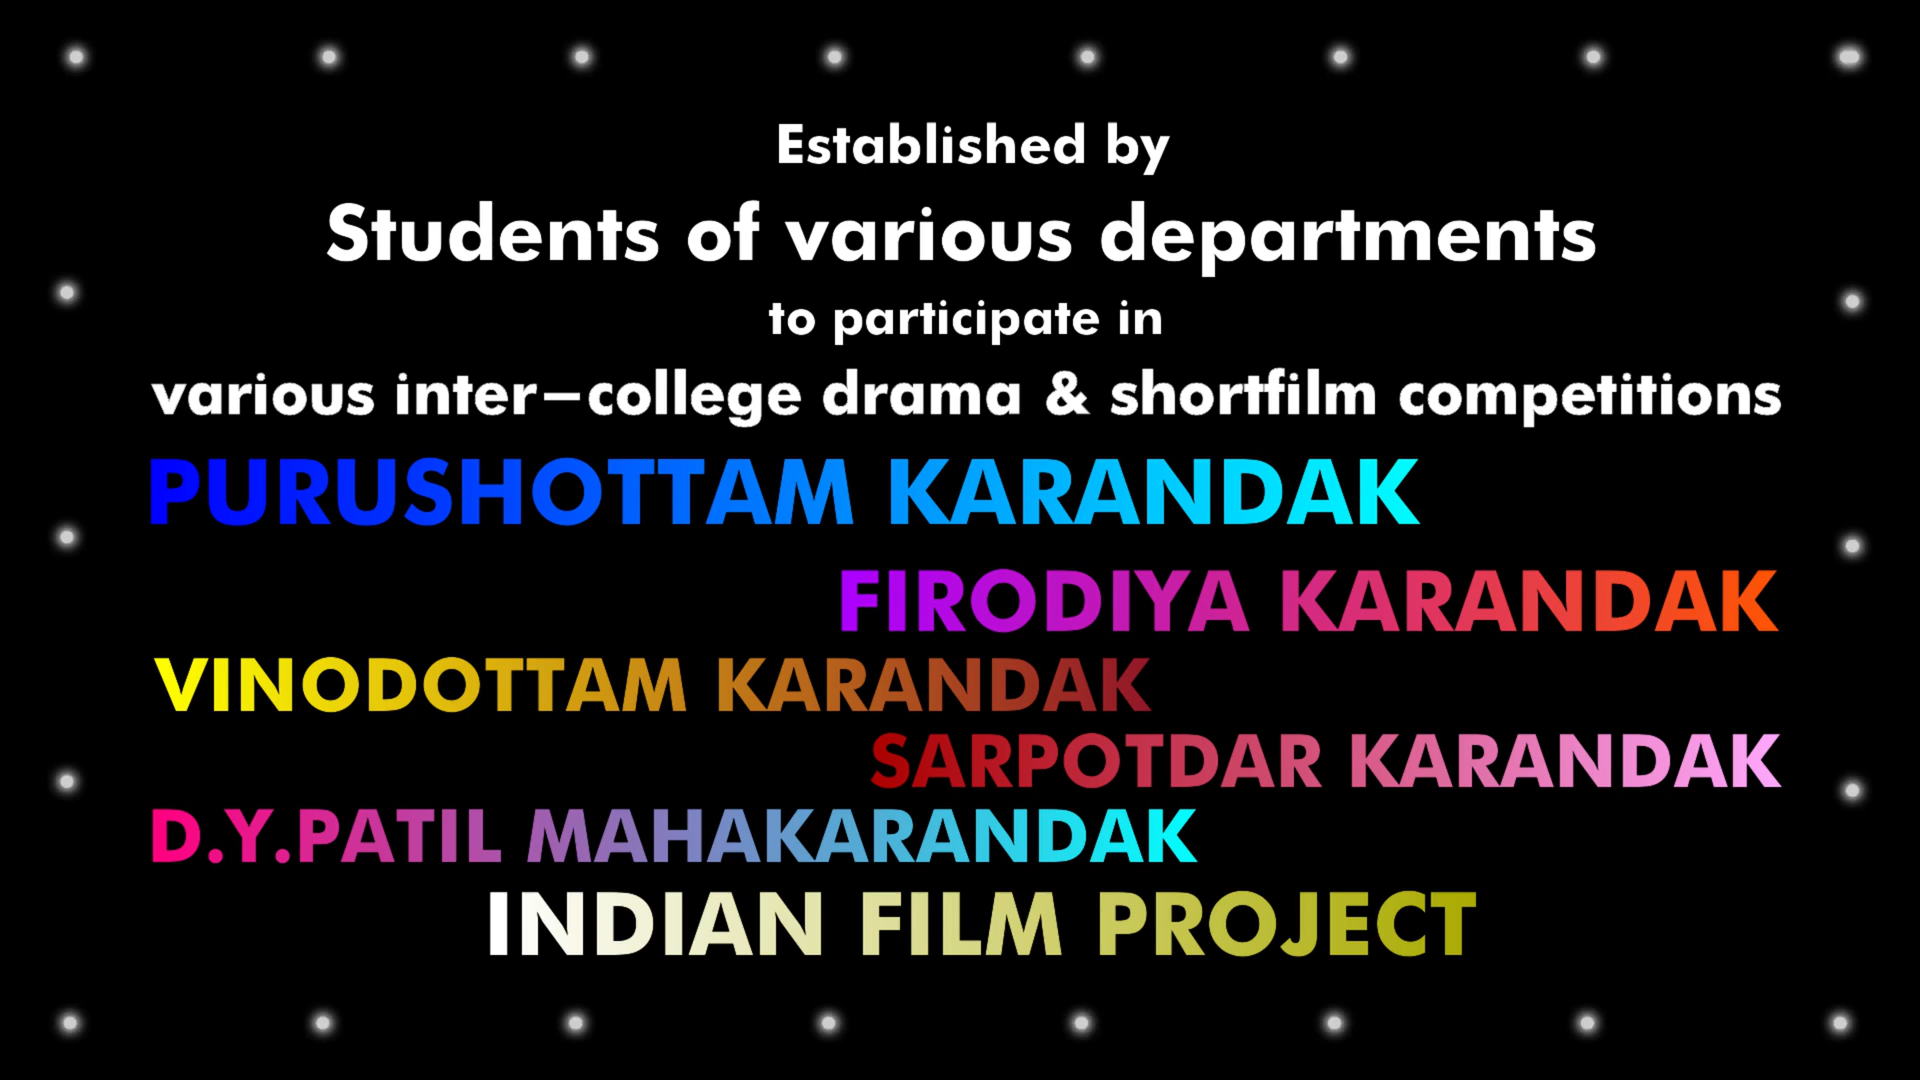 Established by
Students of various departments
to participate in
various inter–college drama & shortfilm competitions
PURUSHOTTAM KARANDAK
FIRODIYA KARANDAK
VINODOTTAM KARANDAK
SARPOTDAR KARANDAK
D.Y.PATIL MAHAKARANDAK
INDIAN FILM PROJECT